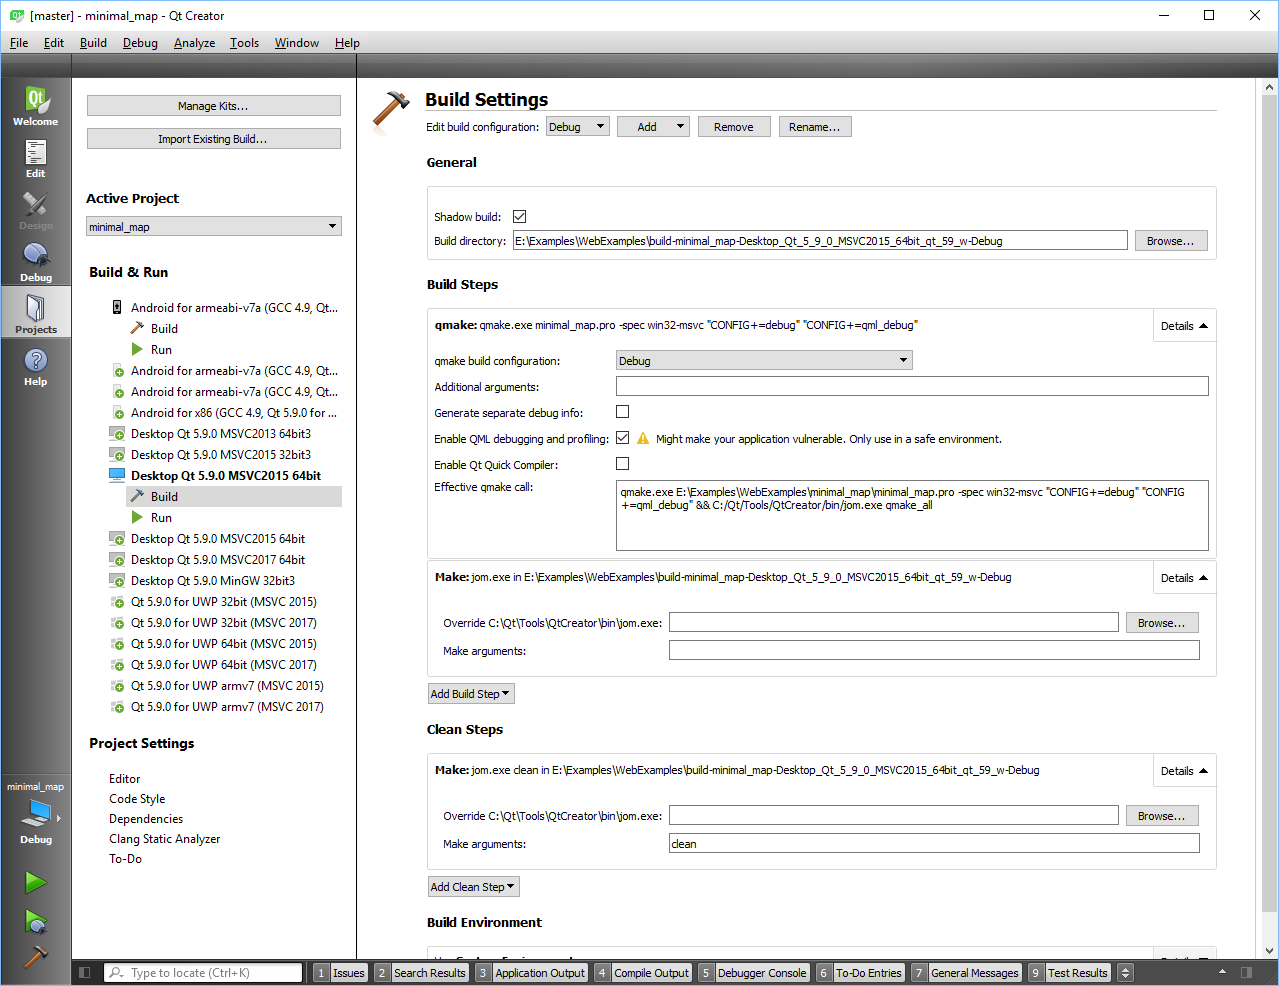 [master] - minimal_map - Qt Creator
File Edit Build Debug Analyze Tools Window Help
Welcome
Edit
Design
Debug
Projects
Help
minimal_map
Debug
Manage Kits...
Import Existing Build...
Active Project
minimal_map
Build & Run
Android for armeabi-v7a (GCC 4.9, Qt...
Build
Run
Android for armeabi-v7a (GCC 4.9, Qt...
Android for armeabi-v7a (GCC 4.9, Qt...
Android for x86 (GCC 4.9, Qt 5.9.0 for ...
Desktop Qt 5.9.0 MSVC2013 64bit3
Desktop Qt 5.9.0 MSVC2015 32bit3
Desktop Qt 5.9.0 MSVC2015 64bit
Build
Run
Desktop Qt 5.9.0 MSVC2015 64bit
Desktop Qt 5.9.0 MSVC2017 64bit
Desktop Qt 5.9.0 MinGW 32bit3
Qt 5.9.0 for UWP 32bit (MSVC 2015)
Qt 5.9.0 for UWP 32bit (MSVC 2017)
Qt 5.9.0 for UWP 64bit (MSVC 2015)
Qt 5.9.0 for UWP 64bit (MSVC 2017)
Qt 5.9.0 for UWP armv7 (MSVC 2015)
Qt 5.9.0 for UWP armv7 (MSVC 2017)
Project Settings
Editor
Code Style
Dependencies
Clang Static Analyzer
To-Do
Build Settings
Edit build configuration: Debug Add Remove Rename...
General
Shadow build:
Build directory: E:\Examples\WebExamples\build-minimal_map-Desktop_Qt_5_9_0_MSVC2015_64bit_qt_59_w-Debug Browse...
Build Steps
qmake: qmake.exe minimal_map.pro -spec win32-msvc "CONFIG+=debug" "CONFIG+=qml_debug" Details
qmake build configuration: Debug
Additional arguments:
Generate separate debug info:
Enable QML debugging and profiling: Might make your application vulnerable. Only use in a safe environment.
Enable Qt Quick Compiler:
Effective qmake call: qmake.exe E:\Examples\WebExamples\minimal_map\minimal_map.pro -spec win32-msvc "CONFIG+=debug" "CONFIG
+=qml_debug" && C:/Qt/Tools/QtCreator/bin/jom.exe qmake_all
Make: jom.exe in E:\Examples\WebExamples\build-minimal_map-Desktop_Qt_5_9_0_MSVC2015_64bit_qt_59_w-Debug Details
Override C:\Qt\Tools\QtCreator\bin\jom.exe: Browse...
Make arguments:
Add Build Step
Clean Steps
Make: jom.exe clean in E:\Examples\WebExamples\build-minimal_map-Desktop_Qt_5_9_0_MSVC2015_64bit_qt_59_w-Debug Details
Override C:\Qt\Tools\QtCreator\bin\jom.exe: Browse...
Make arguments: clean
Add Clean Step
Build Environment
Type to locate (Ctrl+K) 1 Issues 2 Search Results 3 Application Output 4 Compile Output 5 Debugger Console 6 To-Do Entries 7 General Messages 9 Test Results